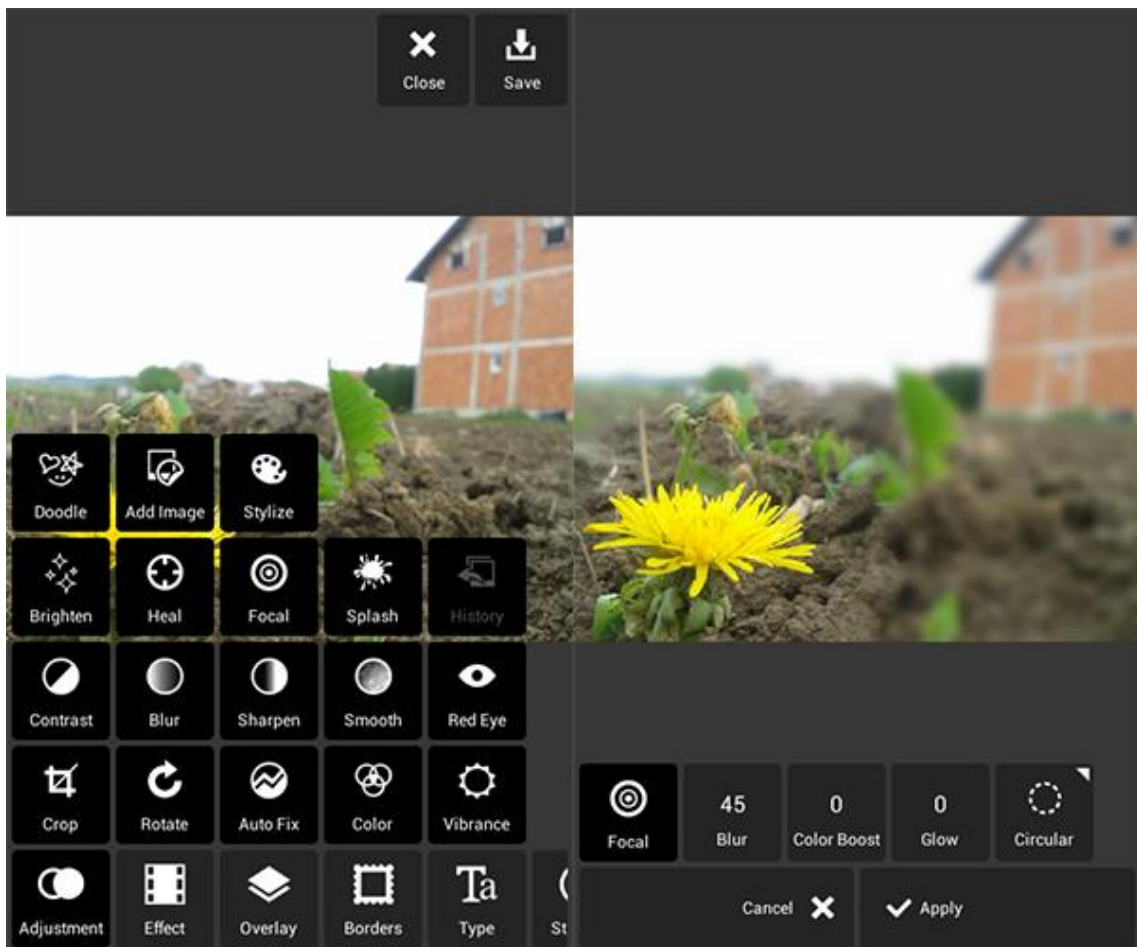 Close
Save
Doodle
Add Image
Stylize
Brighten
Heal
Focal
Splash
History
Contrast
Blur
Sharpen
Smooth
Red Eye
Crop
Rotate
Auto Fix
Color
Vibrance
Adjustment
Effect
Overlay
Borders
Ta
Type
St
Focal
45
Blur
0
Color Boost
0
Glow
Circular
Cancel
Apply